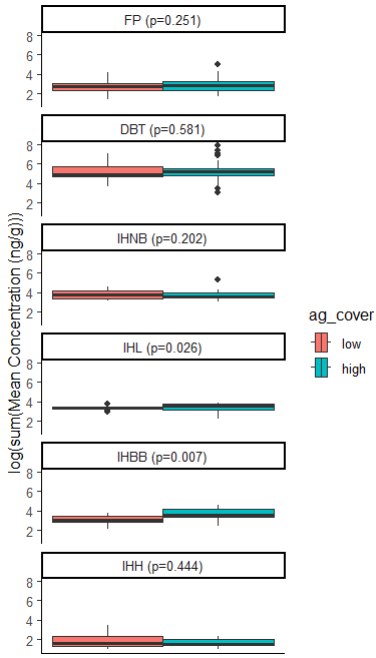 FP (p=0.251)
8
6
4
2
DBT (p=0.581)
8
6
4
2
IHNB (p=0.202)
8
6
4
2
IHL (p=0.026)
8
6
4
2
IHBB (p=0.007)
8
6
4
2
IHH (p=0.444)
8
6
4
2
log(sum(Mean Concentration (ng/g)))
ag_cover
low
high